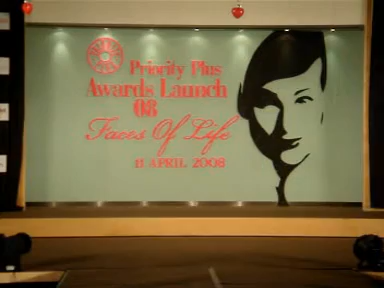 Priority Plus
Awards Launch
08
Faces Of Life
11 APRIL 2008